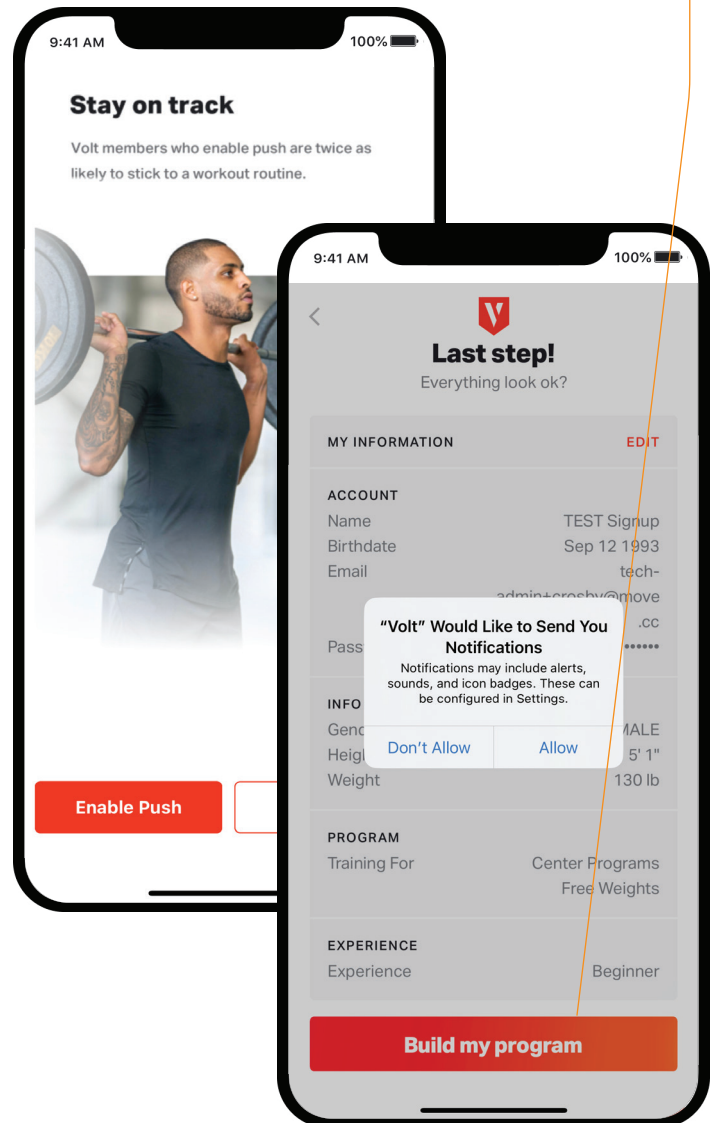 9:41 AM 100%
Stay on track
Volt members who enable push are twice as
likely to stick to a workout routine.
Enable Push
9:41 AM 100%
V
Last step!
Everything look ok?
MY INFORMATION EDIT
ACCOUNT
Name TEST Signup
Birthdate Sep 12 1993
Email tech-
admin+crosby@move
.cc
Pass ••••••
“Volt” Would Like to Send You
Notifications
Notifications may include alerts,
sounds, and icon badges. These can
be configured in Settings.
Don’t Allow Allow
INFO
Gend MALE
Heig 5' 1"
Weight 130 lb
PROGRAM
Training For Center Programs
Free Weights
EXPERIENCE
Experience Beginner
Build my program